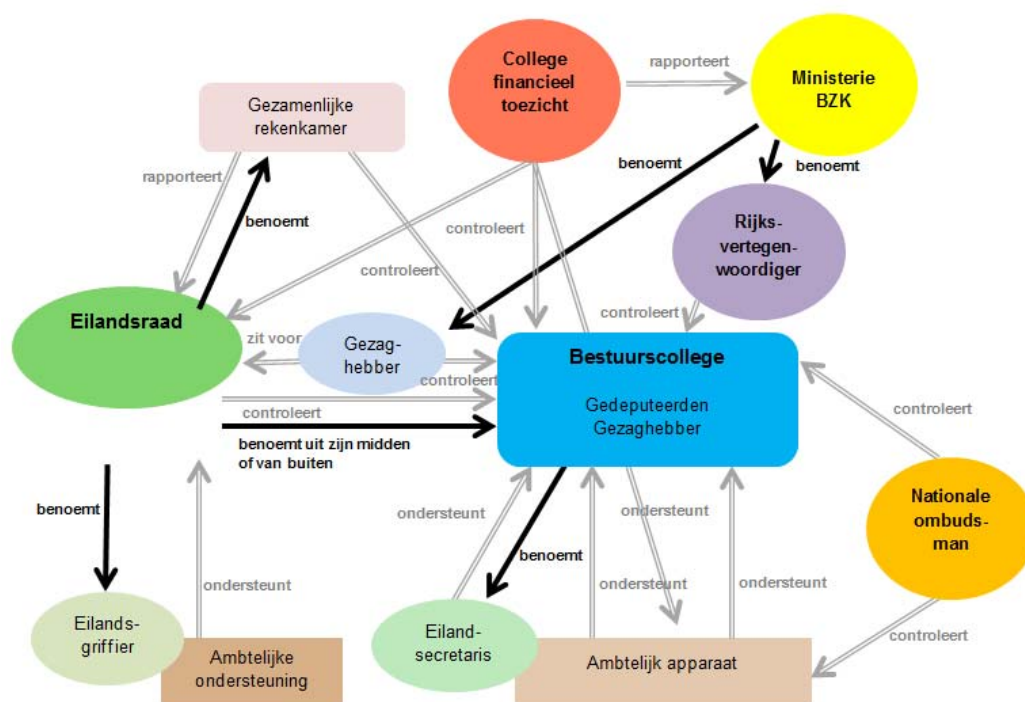 College
financieel
toezicht
rapporteert
Ministerie
BZK
Gezamenlijke
rekenkamer
benoemt
benoemt
rapporteert
benoemt
Rijks-
vertegen-
woordiger
controleert
controleert
controleert
Eilandsraad
zit voor
Gezag-
hebber
controleert
Bestuurscollege
Gedeputeerden
Gezaghebber
controleert
controleert
benoemt uit zijn midden
of van buiten
benoemt
ondersteunt
ondersteunt
benoemt
Nationale
ombuds-
man
ondersteunt
ondersteunt
ondersteunt
Eilands-
griffier
Ambtelijke
ondersteuning
Eiland-
secretaris
Ambtelijk apparaat
controleert